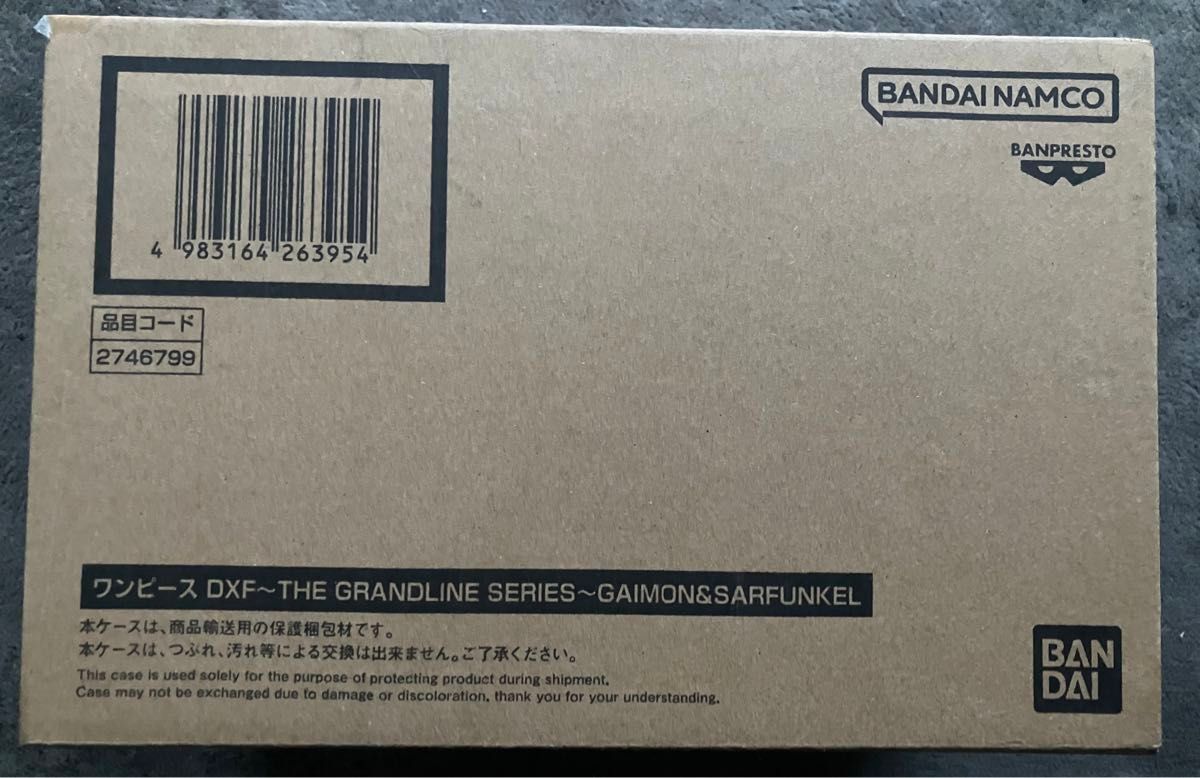 4 983164 263954
BANDAI NAMCO
BANPRESTO
品目コード
2746799
ワンピース DXF～THE GRANDLINE SERIES～GAIMON&SARFUNKEL
本ケースは、商品輸送用の保護梱包材です。
本ケースは、つぶれ、汚れ等による交換は出来ません。ご了承ください。
This case is used solely for the purpose of protecting product during shipment.
Case may not be exchanged due to damage or discoloration, thank you for your understanding.
BAN
DAI